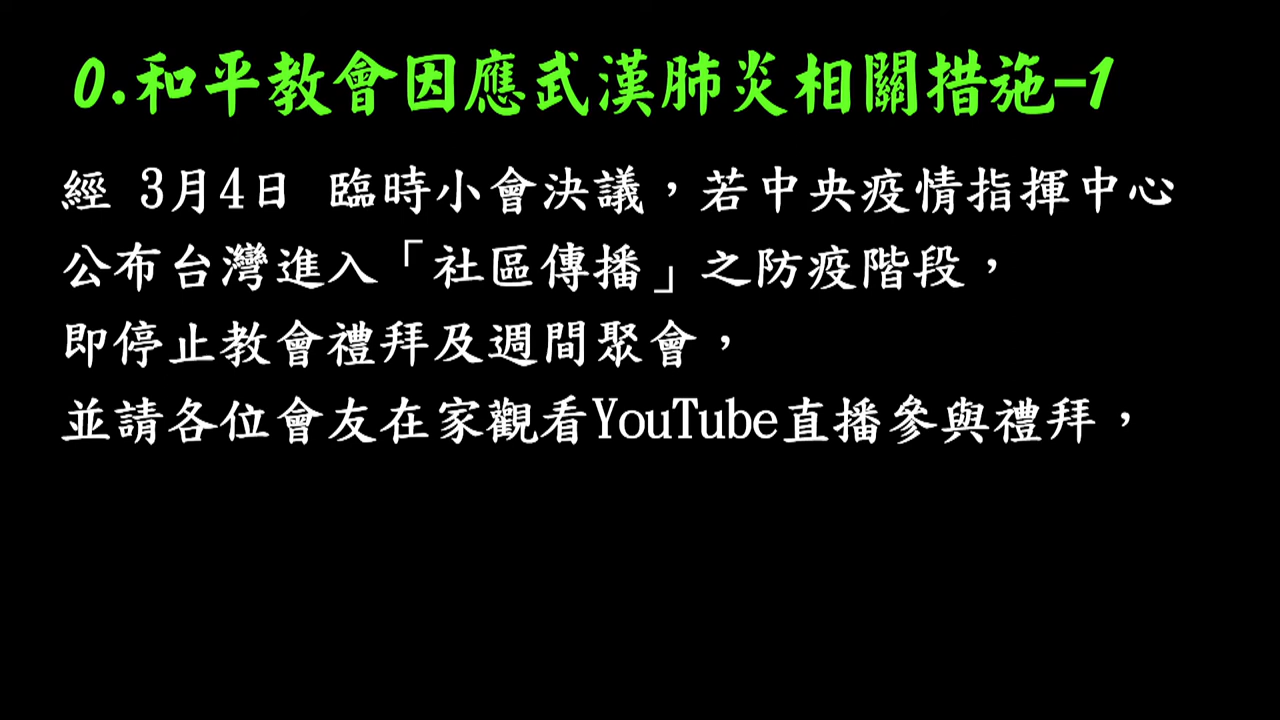 0.和平教會因應武漢肺炎相關措施-1
經 3月4日 臨時小會決議，若中央疫情指揮中心
公布台灣進入「社區傳播」之防疫階段，
即停止教會禮拜及週間聚會，
並請各位會友在家觀看YouTube直播參與禮拜，